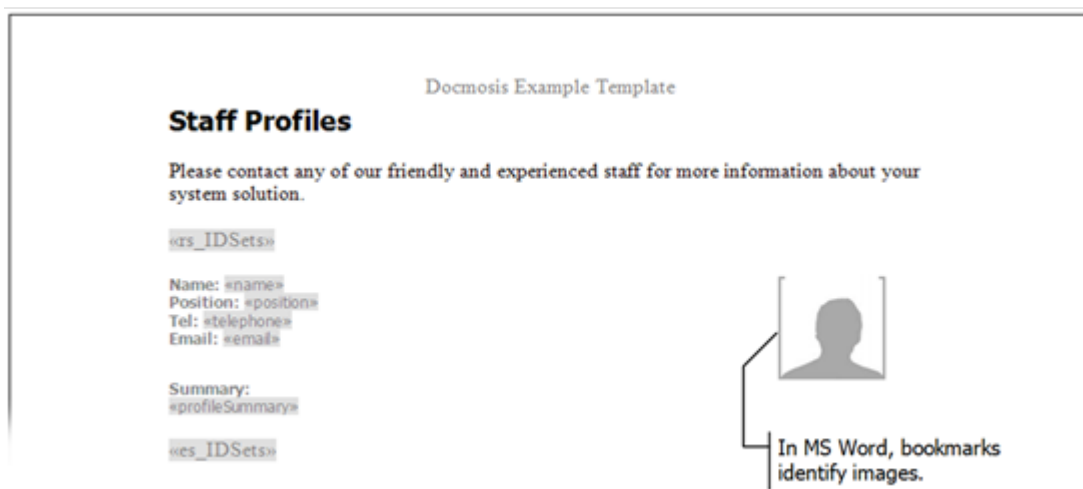 Docmosis Example Template
Staff Profiles
Please contact any of our friendly and experienced staff for more information about your
system solution.
«rs_IDSets»
Name: «name»
Position: «position»
Tel: «telephone»
Email: «email»
Summary:
«profileSummary»
«es_IDSets»
In MS Word, bookmarks
identify images.